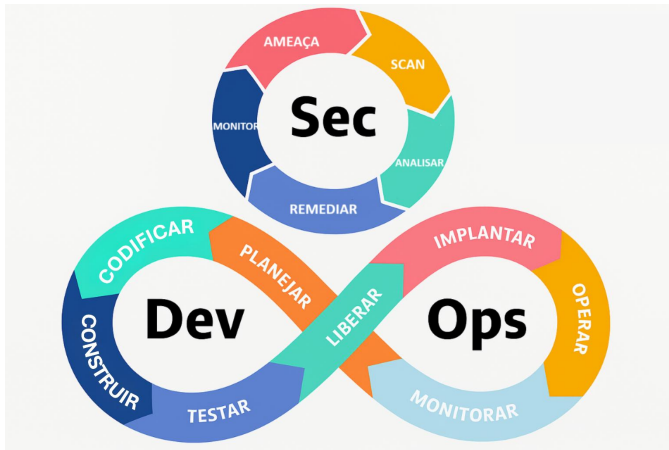 AMEAÇA
SCAN
MONITOR
Sec
ANALISAR
REMEDIAR
CODIFICAR
PLANEJAR
IMPLANTAR
CONSTRUIR
Dev
LIBERAR
Ops
OPERAR
TESTAR
MONITORAR